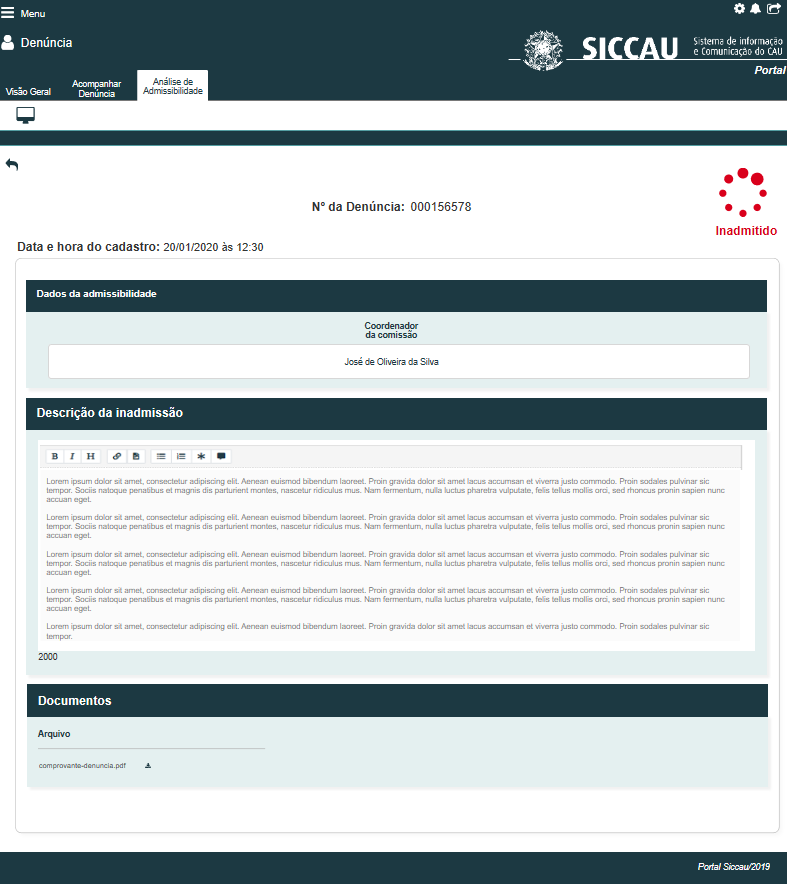 Menu
Denúncia
SICCAU
Sistema de informação
e Comunicação do CAU
Portal
Visão Geral
Acompanhar
Denúncia
Análise de
Admissibilidade
Nº da Denúncia: 000156578
Inadmitido
Data e hora do cadastro: 20/01/2020 às 12:30
Dados da admissibilidade
Coordenador
da comissão
José de Oliveira da Silva
Descrição da inadmissão
B I H
Lorem ipsum dolor sit amet, consectetur adipiscing elit. Aenean euismod bibendum laoreet. Proin gravida dolor sit amet lacus accumsan et viverra justo commodo. Proin sodales pulvinar sic
tempor. Sociis natoque penatibus et magnis dis parturient montes, nascetur ridiculus mus. Nam fermentum, nulla luctus pharetra vulputate, felis tellus mollis orci, sed rhoncus pronin sapien nunc
accuan eget.
Lorem ipsum dolor sit amet, consectetur adipiscing elit. Aenean euismod bibendum laoreet. Proin gravida dolor sit amet lacus accumsan et viverra justo commodo. Proin sodales pulvinar sic
tempor. Sociis natoque penatibus et magnis dis parturient montes, nascetur ridiculus mus. Nam fermentum, nulla luctus pharetra vulputate, felis tellus mollis orci, sed rhoncus pronin sapien nunc
accuan eget.
Lorem ipsum dolor sit amet, consectetur adipiscing elit. Aenean euismod bibendum laoreet. Proin gravida dolor sit amet lacus accumsan et viverra justo commodo. Proin sodales pulvinar sic
tempor. Sociis natoque penatibus et magnis dis parturient montes, nascetur ridiculus mus. Nam fermentum, nulla luctus pharetra vulputate, felis tellus mollis orci, sed rhoncus pronin sapien nunc
accuan eget.
Lorem ipsum dolor sit amet, consectetur adipiscing elit. Aenean euismod bibendum laoreet. Proin gravida dolor sit amet lacus accumsan et viverra justo commodo. Proin sodales pulvinar sic
tempor. Sociis natoque penatibus et magnis dis parturient montes, nascetur ridiculus mus. Nam fermentum, nulla luctus pharetra vulputate, felis tellus mollis orci, sed rhoncus pronin sapien nunc
accuan eget.
Lorem ipsum dolor sit amet, consectetur adipiscing elit. Aenean euismod bibendum laoreet. Proin gravida dolor sit amet lacus accumsan et viverra justo commodo. Proin sodales pulvinar sic
tempor.
2000
Documentos
Arquivo
comprovante-denuncia.pdf
Portal Siccau/2019